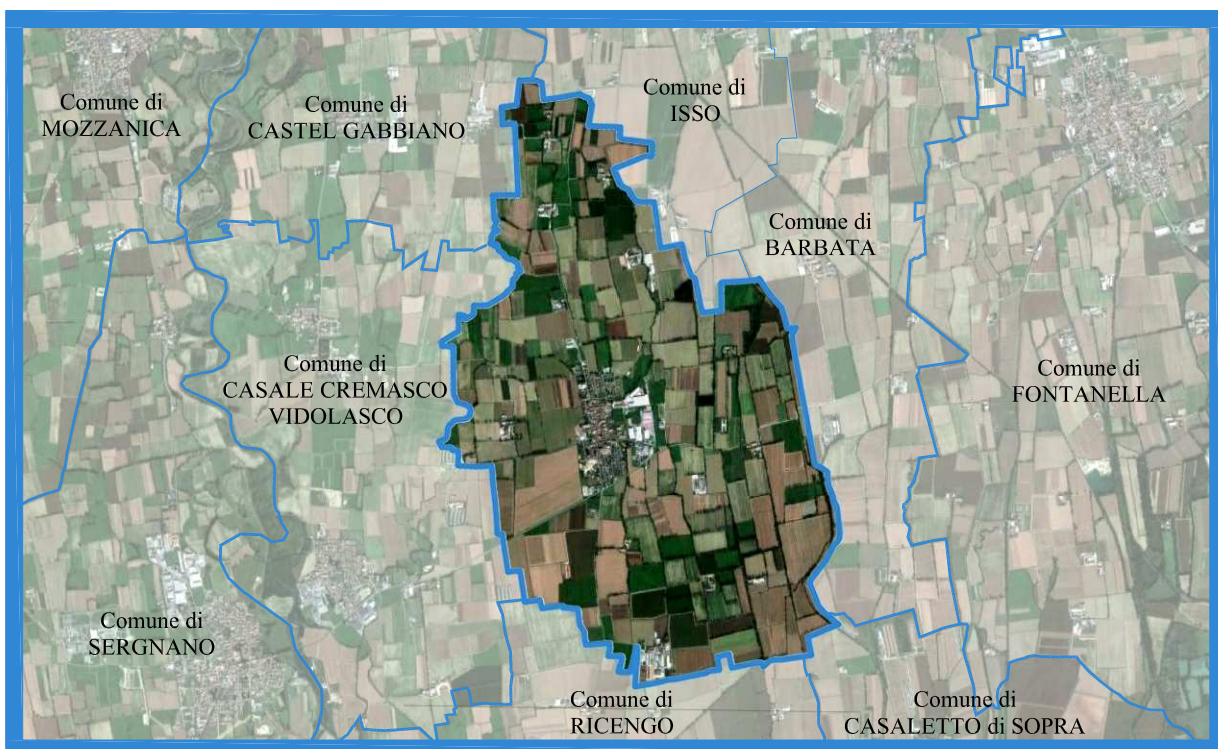 Comune di
MOZZANICA
Comune di
CASTEL GABBIANO
Comune di
ISSO
Comune di
BARBATA
Comune di
CASALE CREMASCO
VIDOLASCO
Comune di
FONTANELLA
Comune di
SERGNANO
Comune di
RICENGO
Comune di
CASALETTO di SOPRA